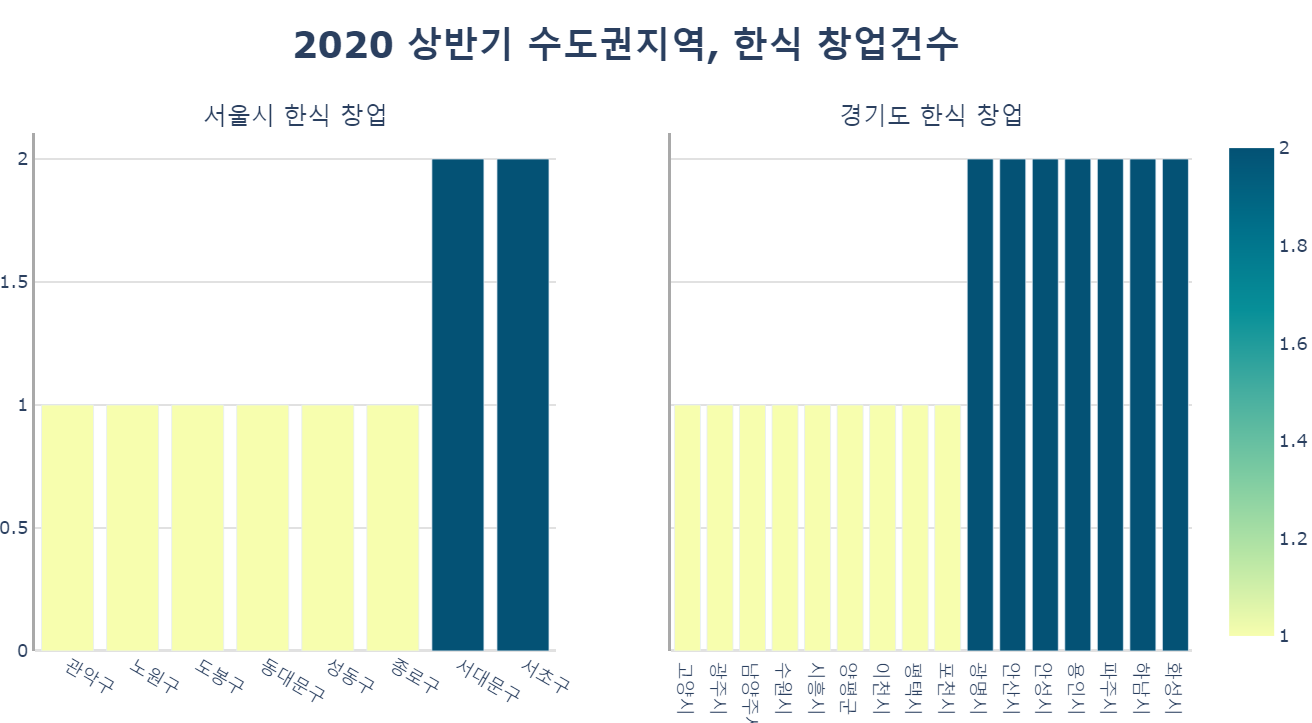 2020 상반기 수도권지역, 한식 창업건수
서울시 한식 창업
경기도 한식 창업
2
1.5
1
0.5
0
관악구
노원구
도봉구
동대문구
성동구
종로구
서대문구
서초구
고양시
광주시
남양주시
수원시
시흥시
양평군
이천시
평택시
포천시
광명시
안산시
안성시
용인시
파주시
하남시
화성시
2
1.8
1.6
1.4
1.2
1